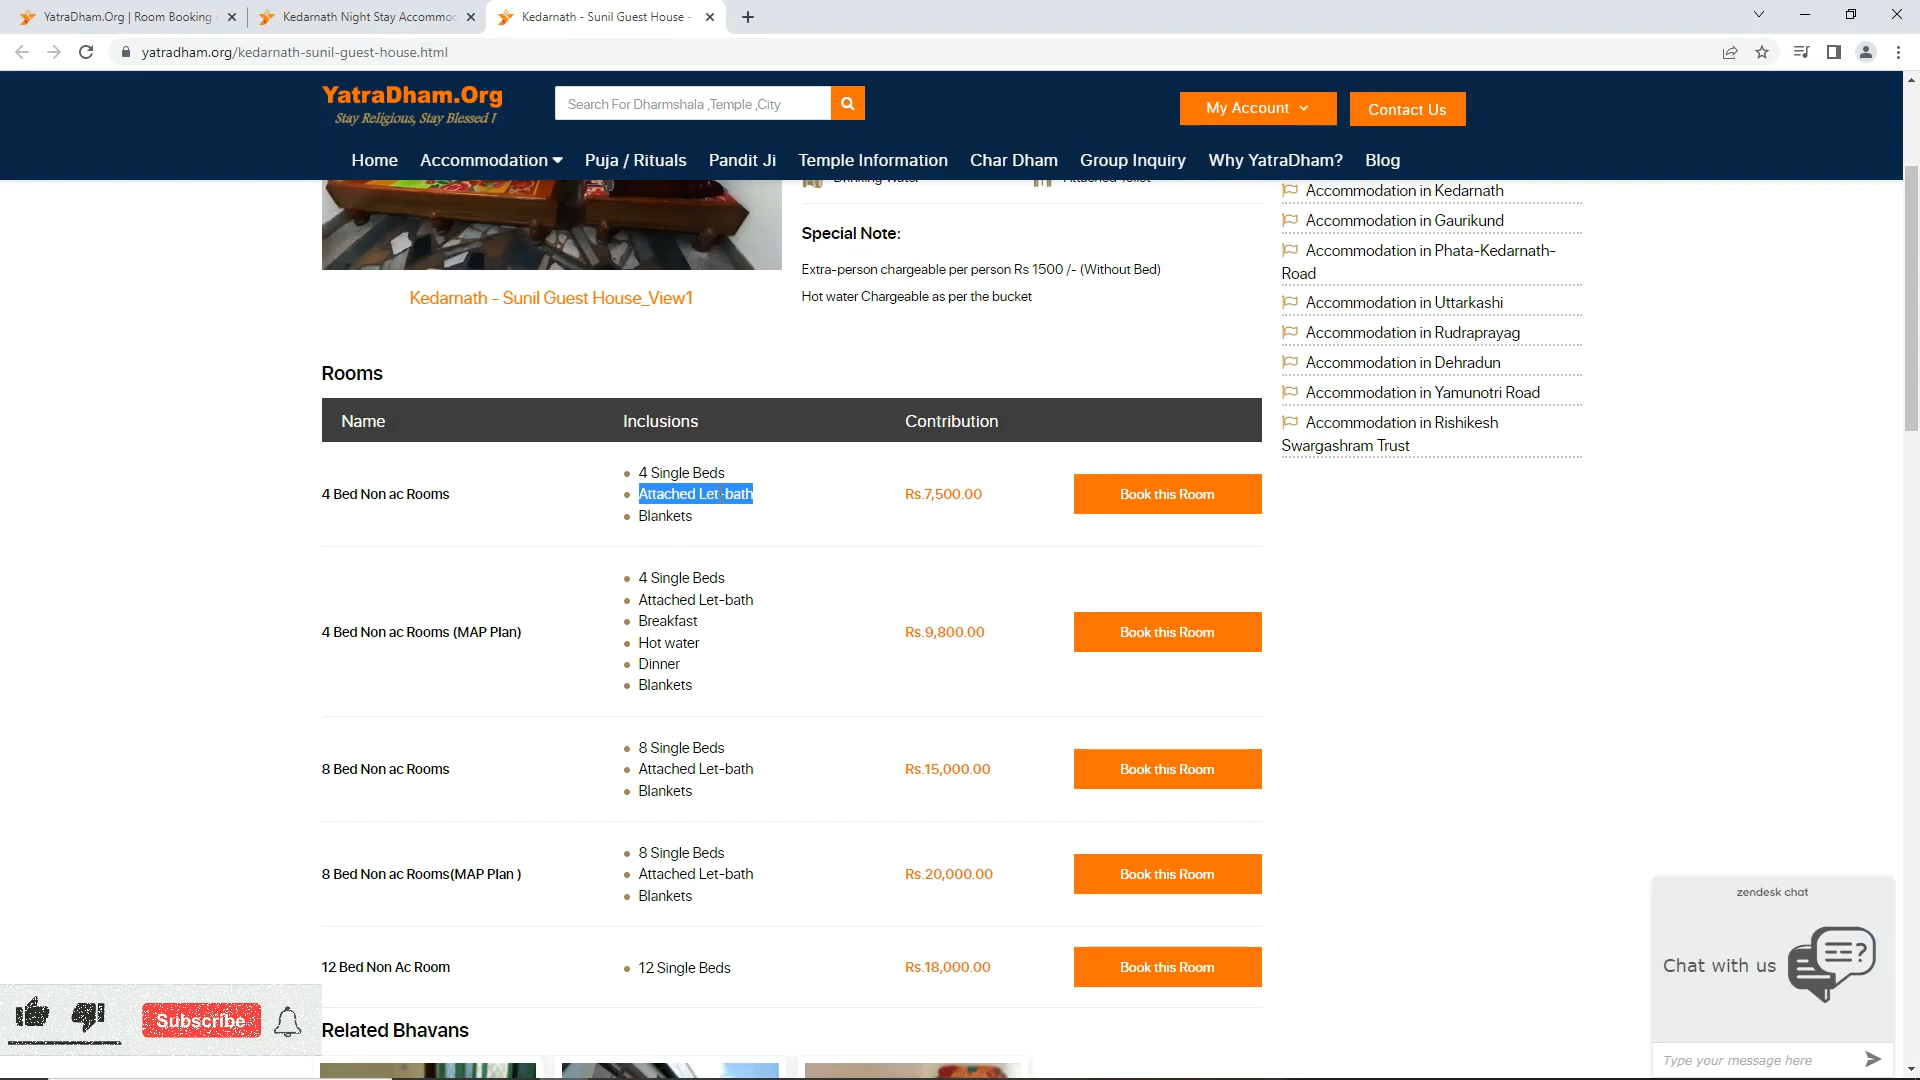 YatraDham.Org | Room Booking
Kedarnath Night Stay Accommo
Kedarnath - Sunil Guest House -
yatradham.org/kedarnath-sunil-guest-house.html
YatraDham.Org
Stay Religious, Stay Blessed !
Search For Dharmshala ,Temple ,City
My Account
Contact Us
Home
Accommodation
Puja / Rituals
Pandit Ji
Temple Information
Char Dham
Group Inquiry
Why YatraDham?
Blog
Drinking Water
Attached Toilet
Special Note:
Extra-person chargeable per person Rs 1500 /- (Without Bed)
Hot water Chargeable as per the bucket
Kedarnath - Sunil Guest House_View1
Accommodation in Kedarnath
Accommodation in Gaurikund
Accommodation in Phata-Kedarnath-
Road
Accommodation in Uttarkashi
Accommodation in Rudraprayag
Accommodation in Dehradun
Accommodation in Yamunotri Road
Accommodation in Rishikesh
Swargashram Trust
Rooms
Name Inclusions Contribution
4 Bed Non ac Rooms
4 Single Beds
Attached Let-bath
Blankets
Rs.7,500.00
Book this Room
4 Bed Non ac Rooms (MAP Plan)
4 Single Beds
Attached Let-bath
Breakfast
Hot water
Dinner
Blankets
Rs.9,800.00
Book this Room
8 Bed Non ac Rooms
8 Single Beds
Attached Let-bath
Blankets
Rs.15,000.00
Book this Room
8 Bed Non ac Rooms(MAP Plan )
8 Single Beds
Attached Let-bath
Blankets
Rs.20,000.00
Book this Room
12 Bed Non Ac Room
12 Single Beds
Rs.18,000.00
Book this Room
Related Bhavans
Subscribe
zendesk chat
Chat with us
Type your message here